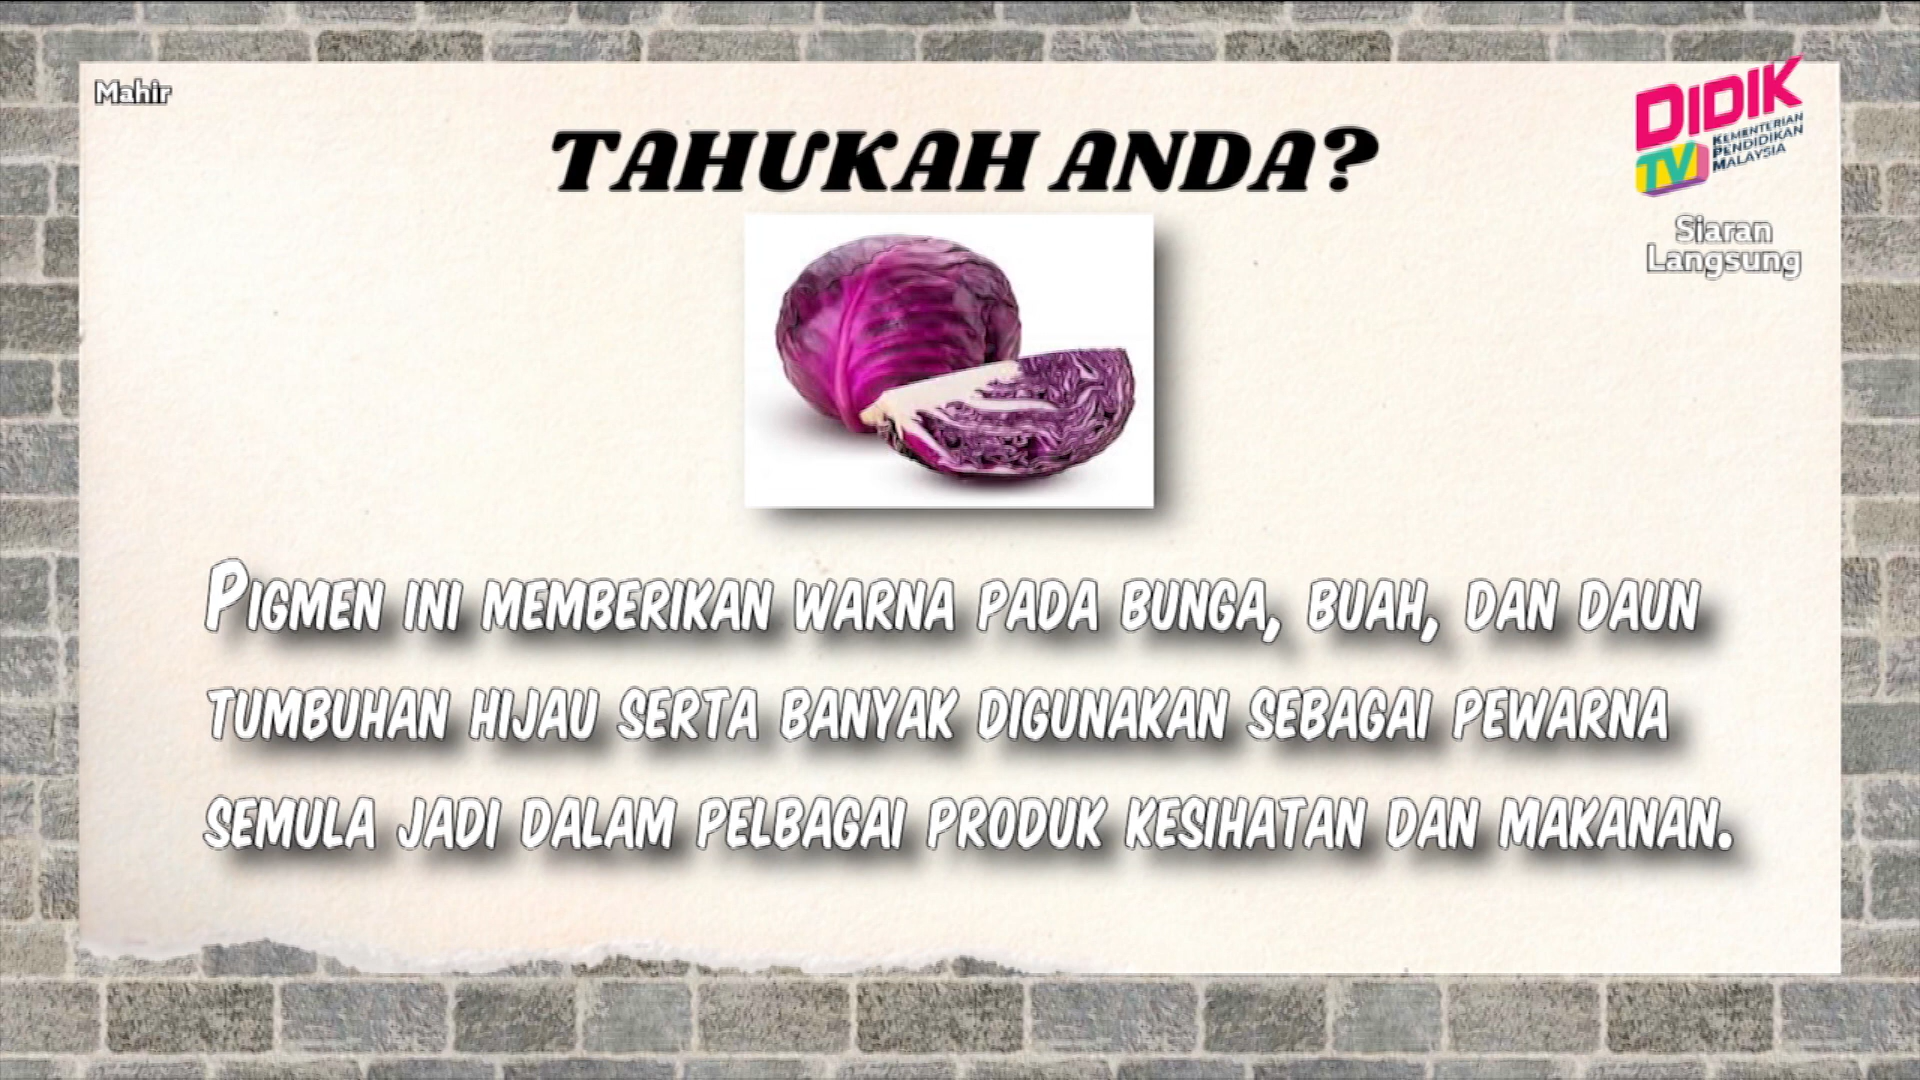 Mahir
DIDIK
TV
KEMENTERIAN
PENDIDIKAN
MALAYSIA
Siaran
Langsung
TAHUKAH ANDA?
PIGMEN INI MEMBERIKAN WARNA PADA BUNGA, BUAH, DAN DAUN
TUMBUHAN HIJAU SERTA BANYAK DIGUNAKAN SEBAGAI PEWARNA
SEMULA JADI DALAM PELBAGAI PRODUK KESIHATAN DAN MAKANAN.